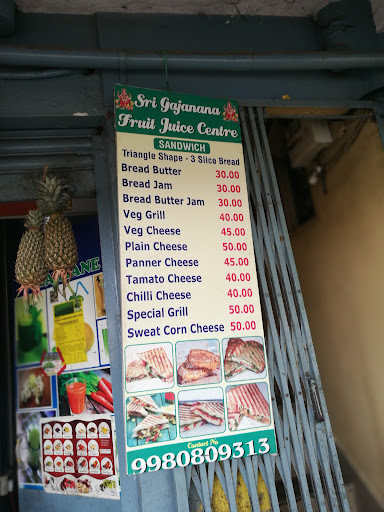 Sri Gajanana
Fruit Juice Centre
SANDWICH
Triangle Shape - 3 Slice Bread
Bread Butter 30.00
Bread Jam 30.00
Bread Butter Jam 30.00
Veg Grill 40.00
Veg Cheese 45.00
Plain Cheese 50.00
Panner Cheese 45.00
Tamato Cheese 40.00
Chilli Cheese 40.00
Special Grill 50.00
Sweat Corn Cheese 50.00
Contact No
9980809313